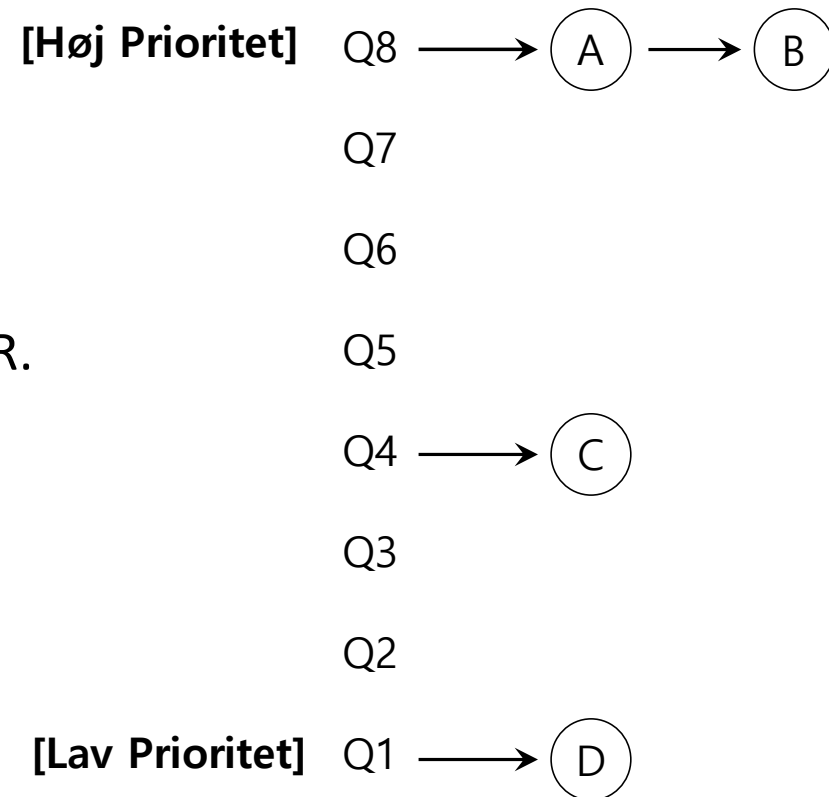 [Høj Prioritet] Q8 A B
Q7
Q6
R. Q5
Q4 C
Q3
Q2
[Lav Prioritet] Q1 D